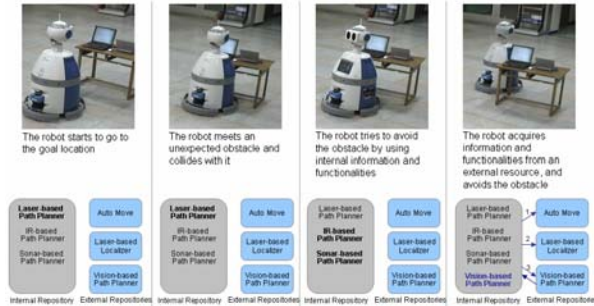 The robot starts to go to
the goal location
The robot meets an
unexpected obstacle and
collides with it
The robot tries to avoid
the obstacle by using
internal information and
functionalities
The robot acquires
information and
functionalities from an
external resource, and
avoids the obstacle
Laser-based
Path Planner
IR-based
Path Planner
Sonar-based
Path Planner
Auto Move
Laser-based
Localizer
Vision-based
Path Planner
Internal Repository
External Repositories
Laser-based
Path Planner
IR-based
Path Planner
Sonar-based
Path Planner
Auto Move
Laser-based
Localizer
Vision-based
Path Planner
Internal Repository
External Repositories
Laser-based
Path Planner
IR-based
Path Planner
Sonar-based
Path Planner
Auto Move
Laser-based
Localizer
Vision-based
Path Planner
Internal Repository
External Repositories
Laser-based
Path Planner
IR-based
Path Planner
Sonar-based
Path Planner
Vision-based
Path Planner
1
2
3
Auto Move
Laser-based
Localizer
Vision-based
Path Planner
Internal Repository
External Repositories